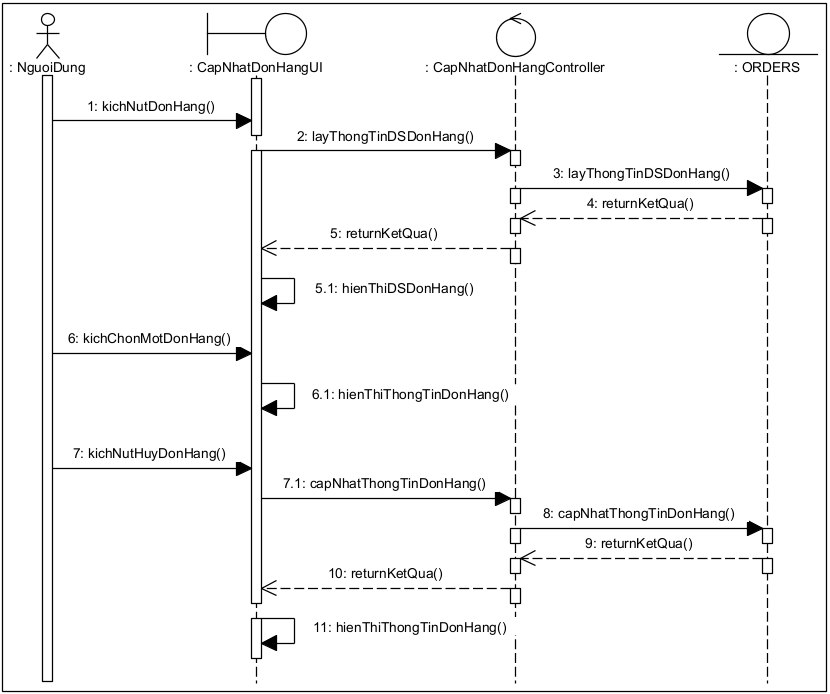 : NguoiDung
: CapNhatDonHangUI
: CapNhatDonHangController
: ORDERS
1: kichNutDonHang()
2: layThongTinDSDonHang()
3: layThongTinDSDonHang()
4: returnKetQua()
5: returnKetQua()
5.1: hienThiDSDonHang()
6: kichChonMotDonHang()
6.1: hienThiThongTinDonHang()
7: kichNutHuyDonHang()
7.1: capNhatThongTinDonHang()
8: capNhatThongTinDonHang()
9: returnKetQua()
10: returnKetQua()
11: hienThiThongTinDonHang()